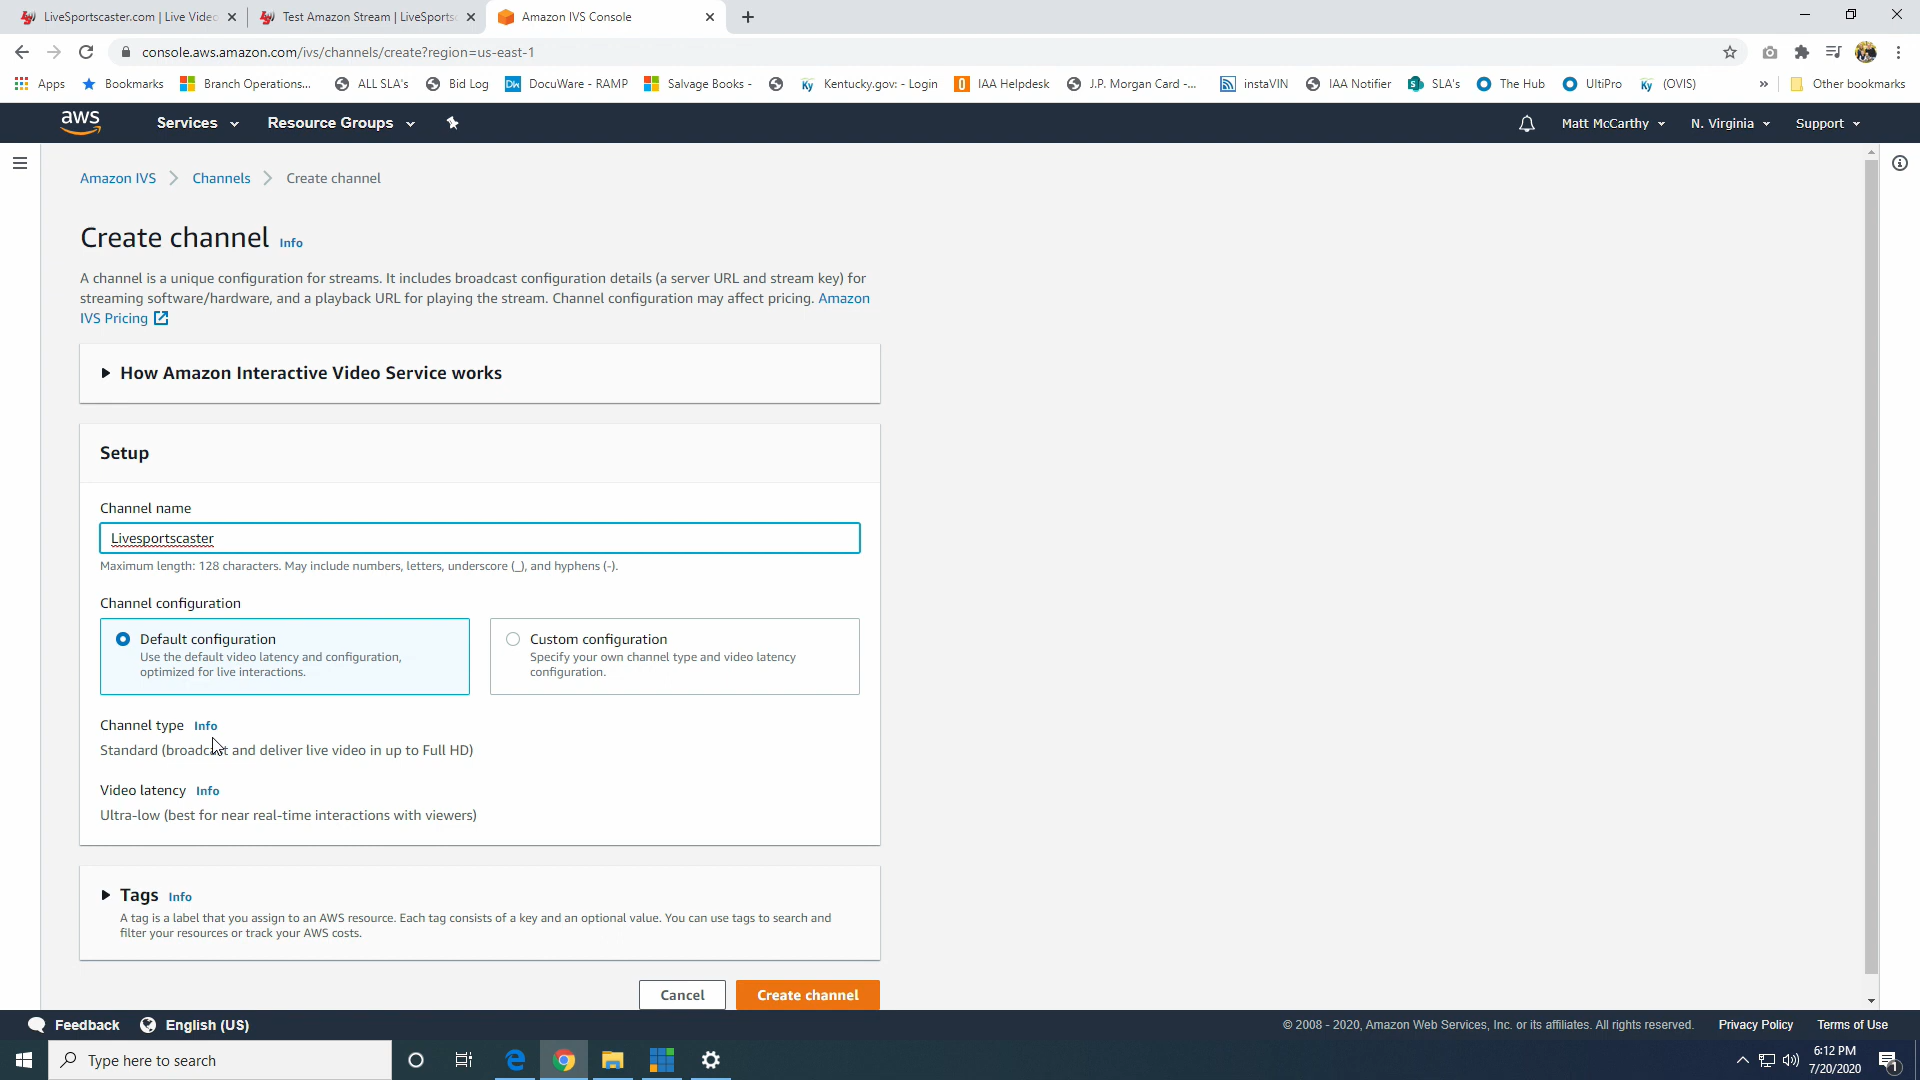 LiveSportscaster.com | Live Video
Test Amazon Stream | LiveSportsc
Amazon IVS Console
console.aws.amazon.com/ivs/channels/create?region=us-east-1
Apps
Bookmarks
Branch Operations...
ALL SLA's
Bid Log
Dw
DocuWare - RAMP
Salvage Books -
Ky
Kentucky.gov: - Login
IAA Helpdesk
J.P. Morgan Card -...
instaVIN
IAA Notifier
SLA's
The Hub
UltiPro
Ky
(OVIS)
»
Other bookmarks
aws
Services
Resource Groups
Matt McCarthy
N. Virginia
Support
Amazon IVS
Channels
Create channel
Create channel Info
A channel is a unique configuration for streams. It includes broadcast configuration details (a server URL and stream key) for
streaming software/hardware, and a playback URL for playing the stream. Channel configuration may affect pricing. Amazon
IVS Pricing
How Amazon Interactive Video Service works
Setup
Channel name
Livesportscaster
Maximum length: 128 characters. May include numbers, letters, underscore (_), and hyphens (-).
Channel configuration
Default configuration
Use the default video latency and configuration,
optimized for live interactions.
Custom configuration
Specify your own channel type and video latency
configuration.
Channel type Info
Standard (broadcast and deliver live video in up to Full HD)
Video latency Info
Ultra-low (best for near real-time interactions with viewers)
Tags Info
A tag is a label that you assign to an AWS resource. Each tag consists of a key and an optional value. You can use tags to search and
filter your resources or track your AWS costs.
Cancel
Create channel
Feedback
English (US)
© 2008 - 2020, Amazon Web Services, Inc. or its affiliates. All rights reserved.
Privacy Policy
Terms of Use
Type here to search
6:12 PM
7/20/2020
1